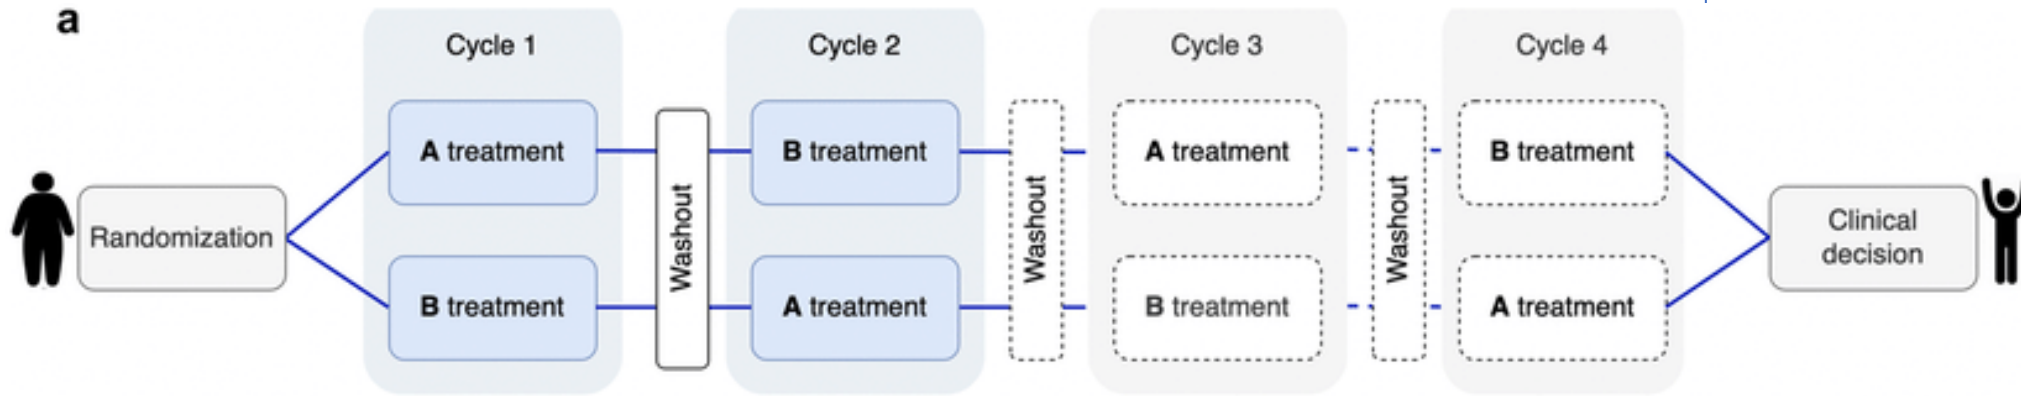 a
Cycle 1
Cycle 2
Cycle 3
Cycle 4
A treatment
B treatment
A treatment
B treatment
Randomization
Washout
Washout
Washout
Clinical
decision
B treatment
A treatment
B treatment
A treatment